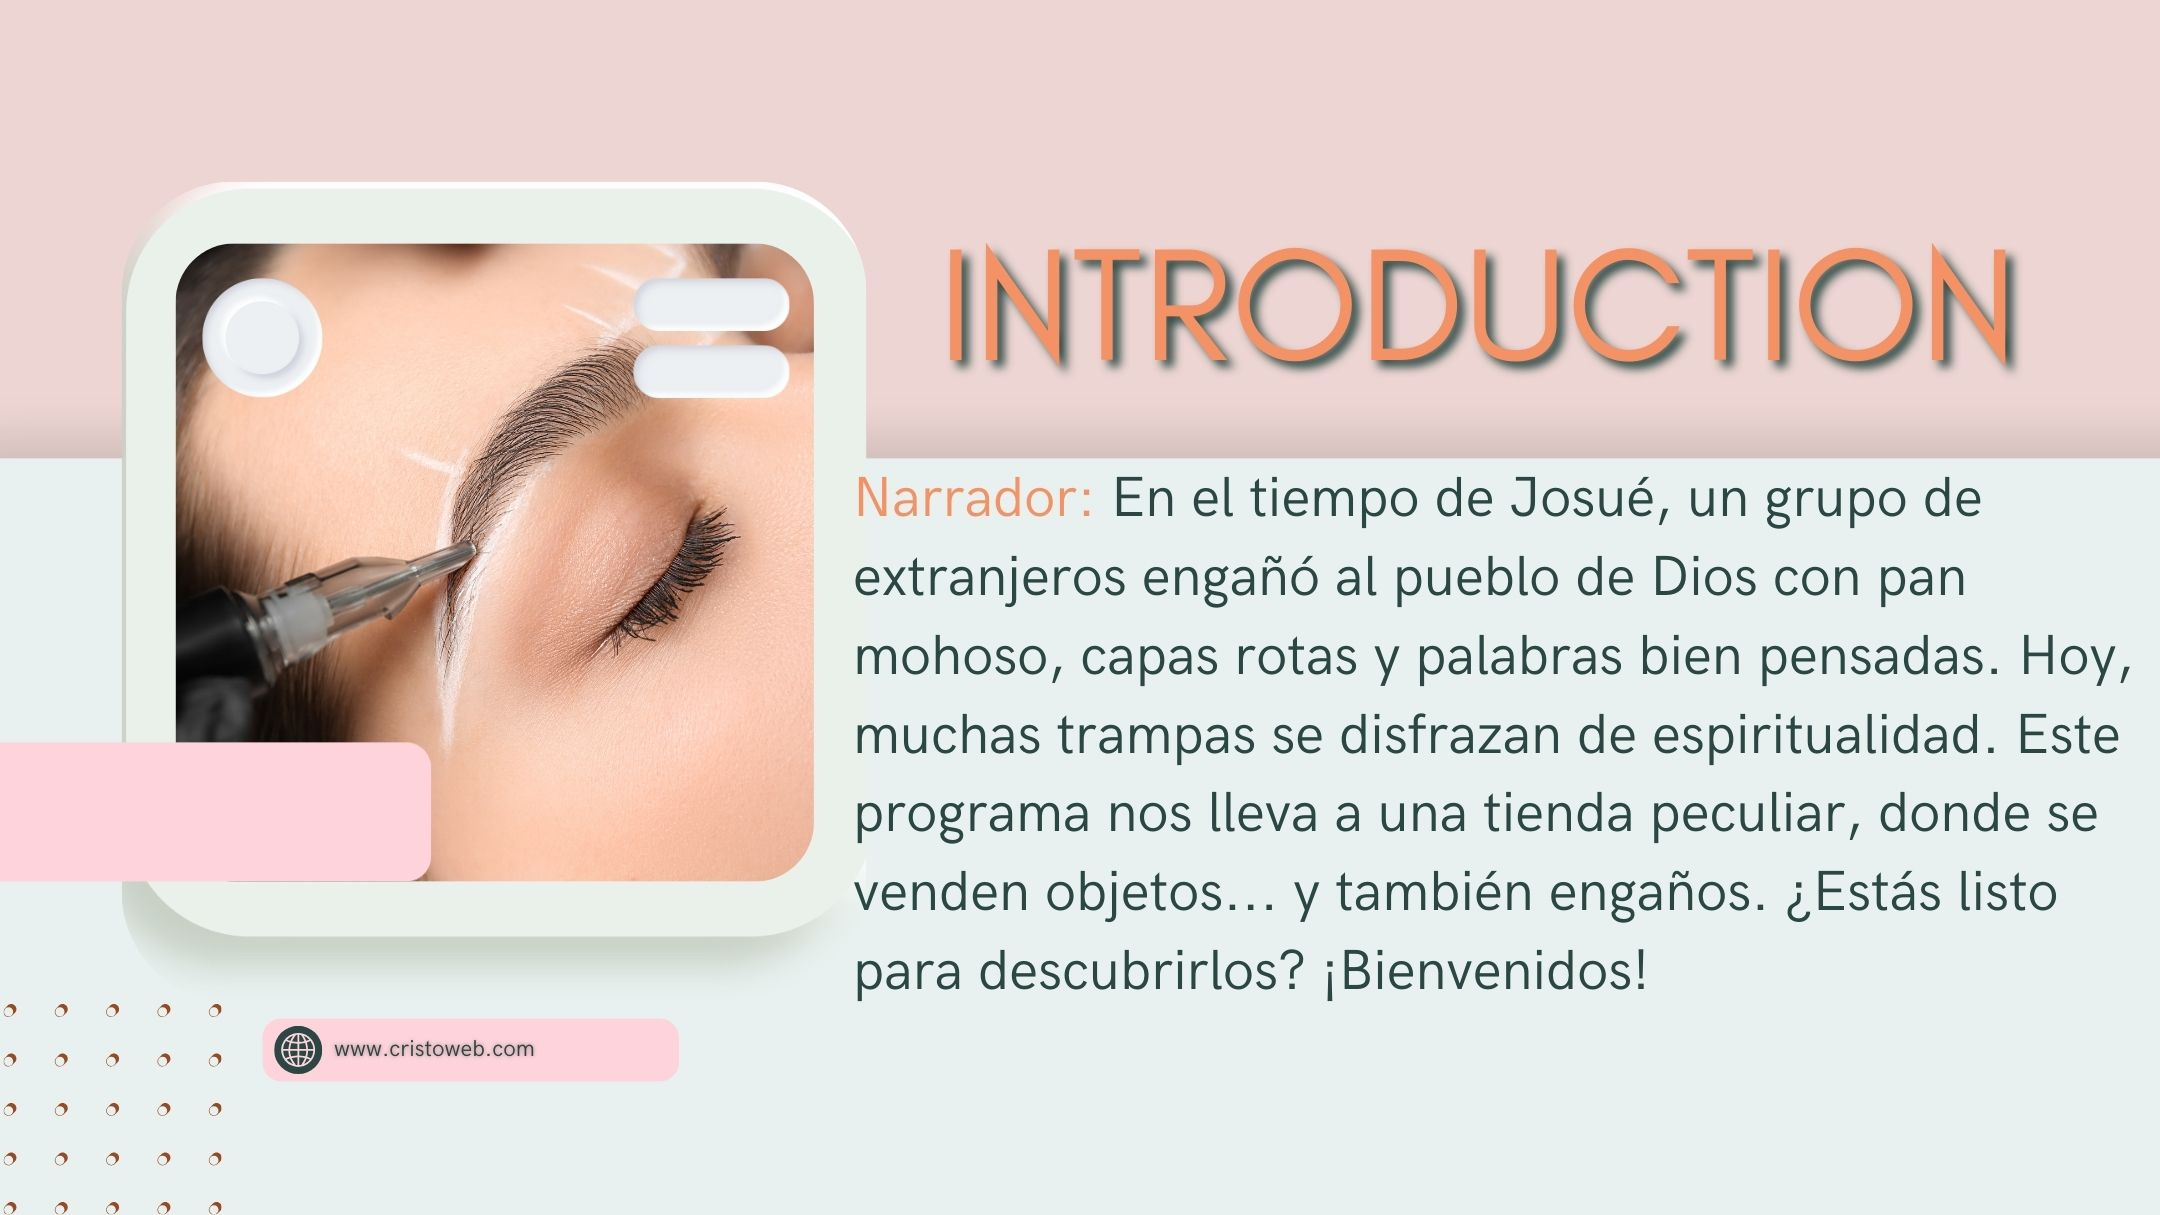 INTRODUCTION
Narrador: En el tiempo de Josué, un grupo de
extranjeros engañó al pueblo de Dios con pan
mohoso, capas rotas y palabras bien pensadas. Hoy,
muchas trampas se disfrazan de espiritualidad. Este
programa nos lleva a una tienda peculiar, donde se
venden objetos... y también engaños. ¿Estás listo
para descubrirlos? ¡Bienvenidos!
www.cristoweb.com